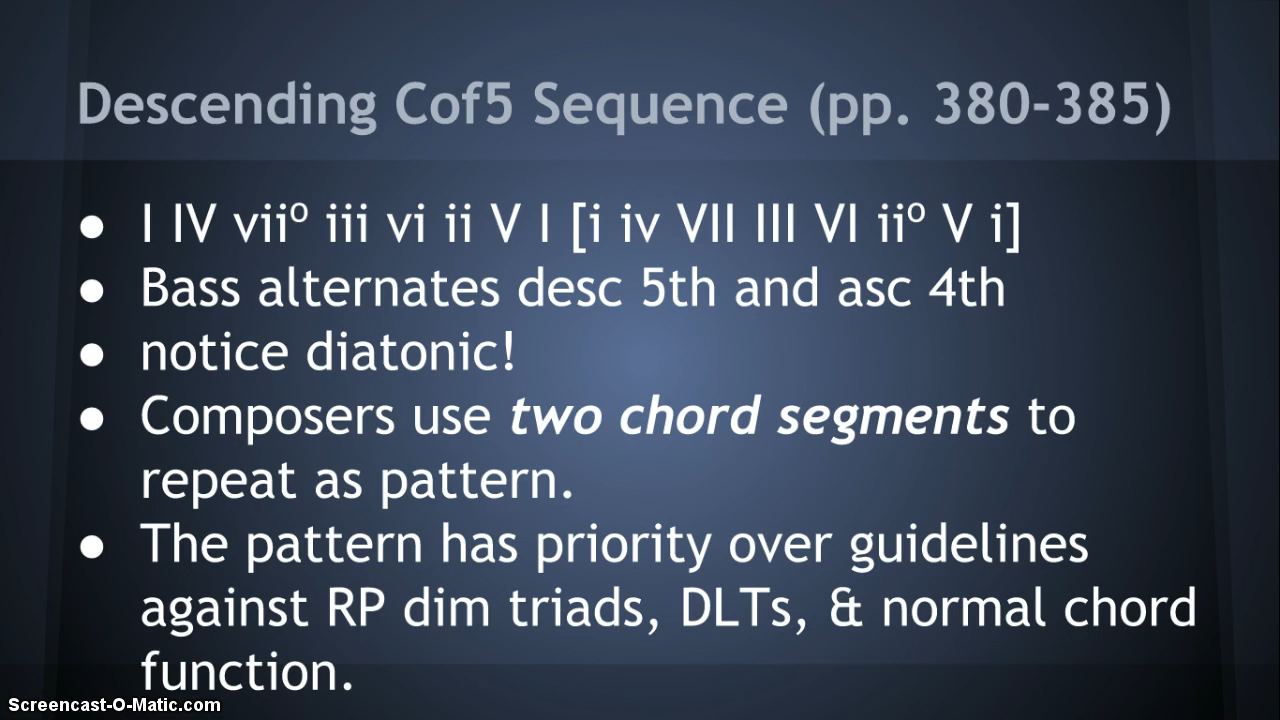 Descending Cof5 Sequence (pp. 380-385)
● I IV viiº iii vi ii V I [i iv VII III VI iiº V i]
● Bass alternates desc 5th and asc 4th
● notice diatonic!
● Composers use two chord segments to
repeat as pattern.
● The pattern has priority over guidelines
against RP dim triads, DLTs, & normal chord
function.
Screencast-O-Matic.com